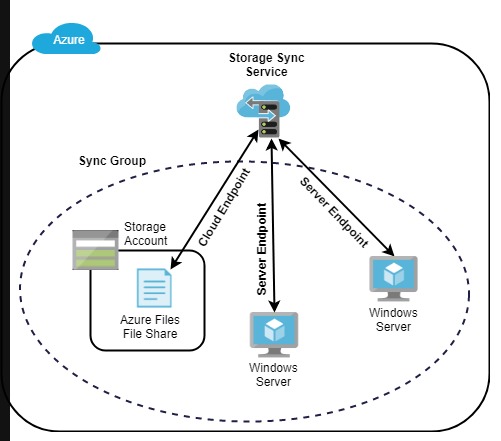 Azure
Storage Sync
Service
Sync Group
Cloud Endpoint
Server Endpoint
Server Endpoint
Storage
Account
Azure Files
File Share
Windows
Server
Windows
Server